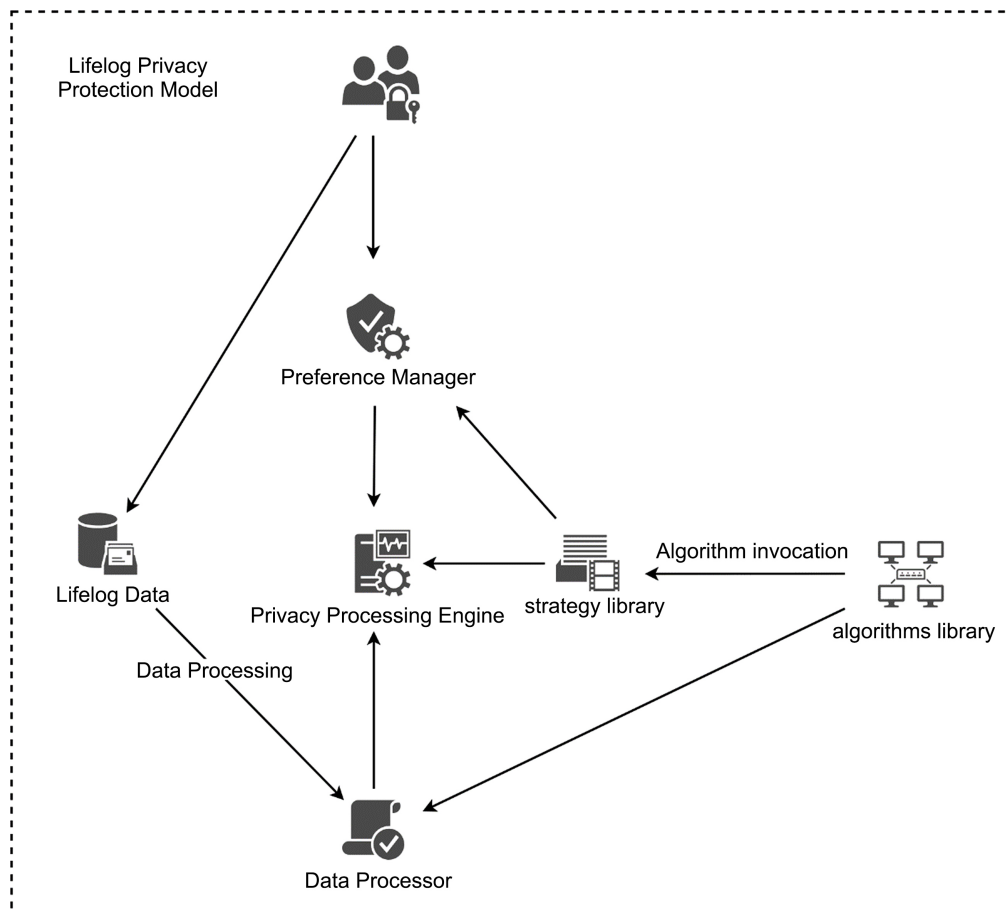 Lifelog Privacy
Protection Model
Preference Manager
Lifelog Data
Privacy Processing Engine
strategy library
Algorithm invocation
algorithms library
Data Processing
Data Processor